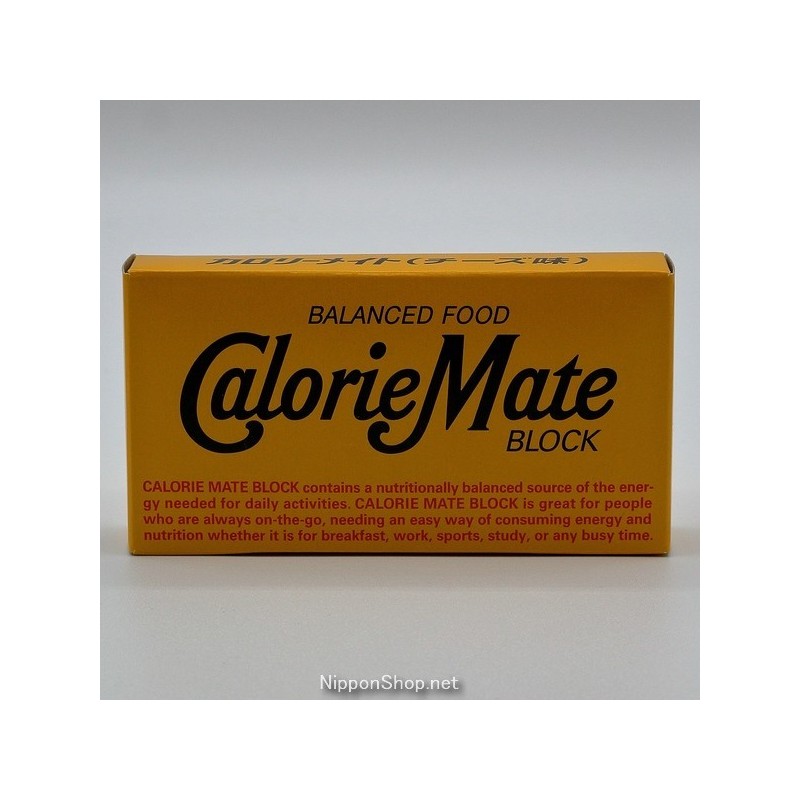 カロリーメイト(チーズ味)
BALANCED FOOD
CalorieMate
BLOCK
CALORIE MATE BLOCK contains a nutritionally balanced source of the ener-
gy needed for daily activities. CALORIE MATE BLOCK is great for people
who are always on-the-go, needing an easy way of consuming energy and
nutrition whether it is for breakfast, work, sports, study, or any busy time.
NipponShop.net